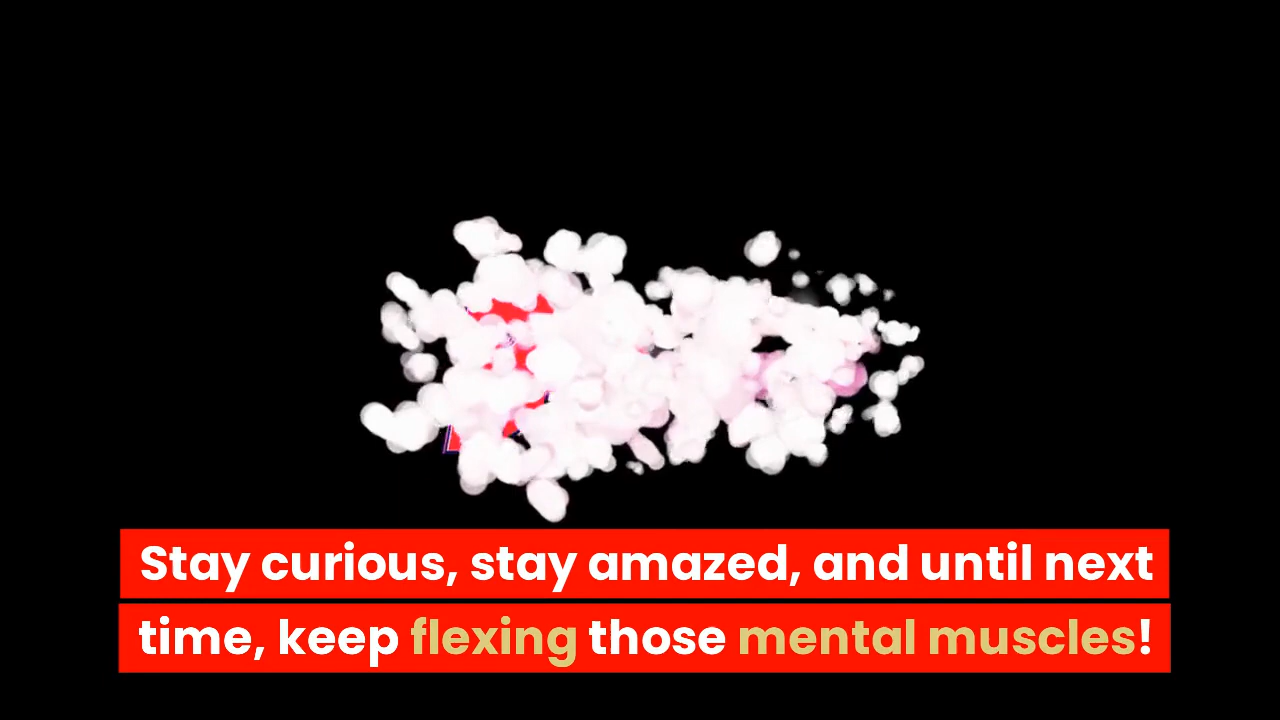 Stay curious, stay amazed, and until next
time, keep flexing those mental muscles!